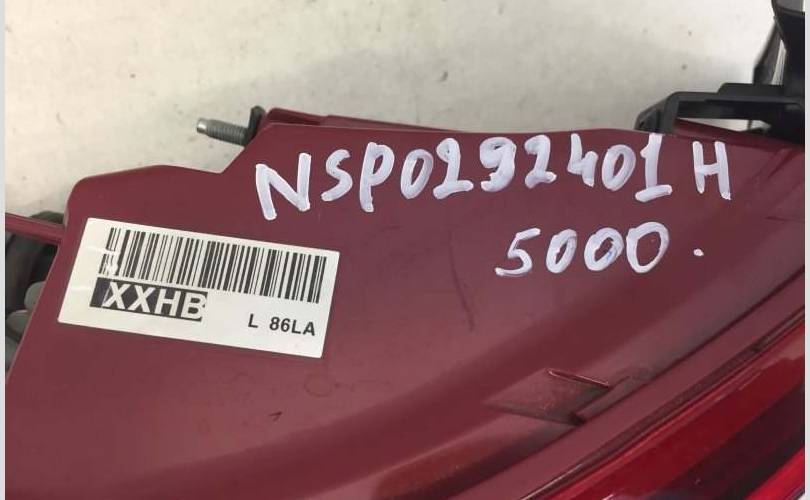 NSP0292401H
5000.
XXHB
L 86LA